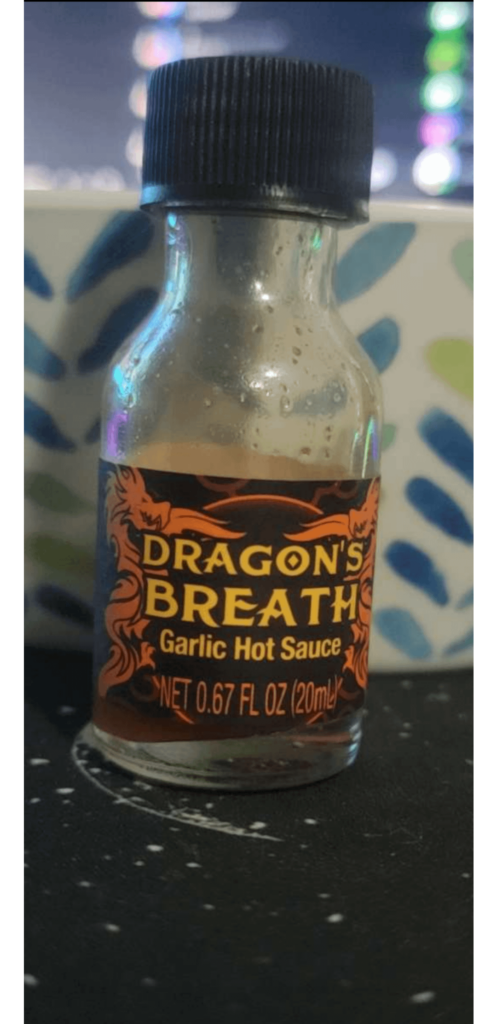 DRAGON'S
BREATH
Garlic Hot Sauce
NET 0.67 FL OZ (20mL)